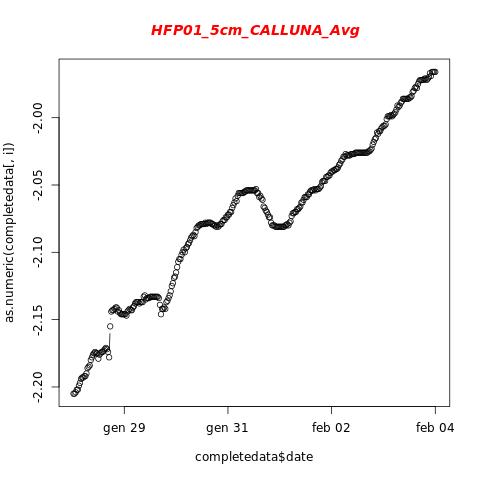 HFP01_5cm_CALLUNA_Avg
as.numeric(completedata[, i])
-2.00
-2.05
-2.10
-2.15
-2.20
gen 29
gen 31
feb 02
feb 04
completedata$date